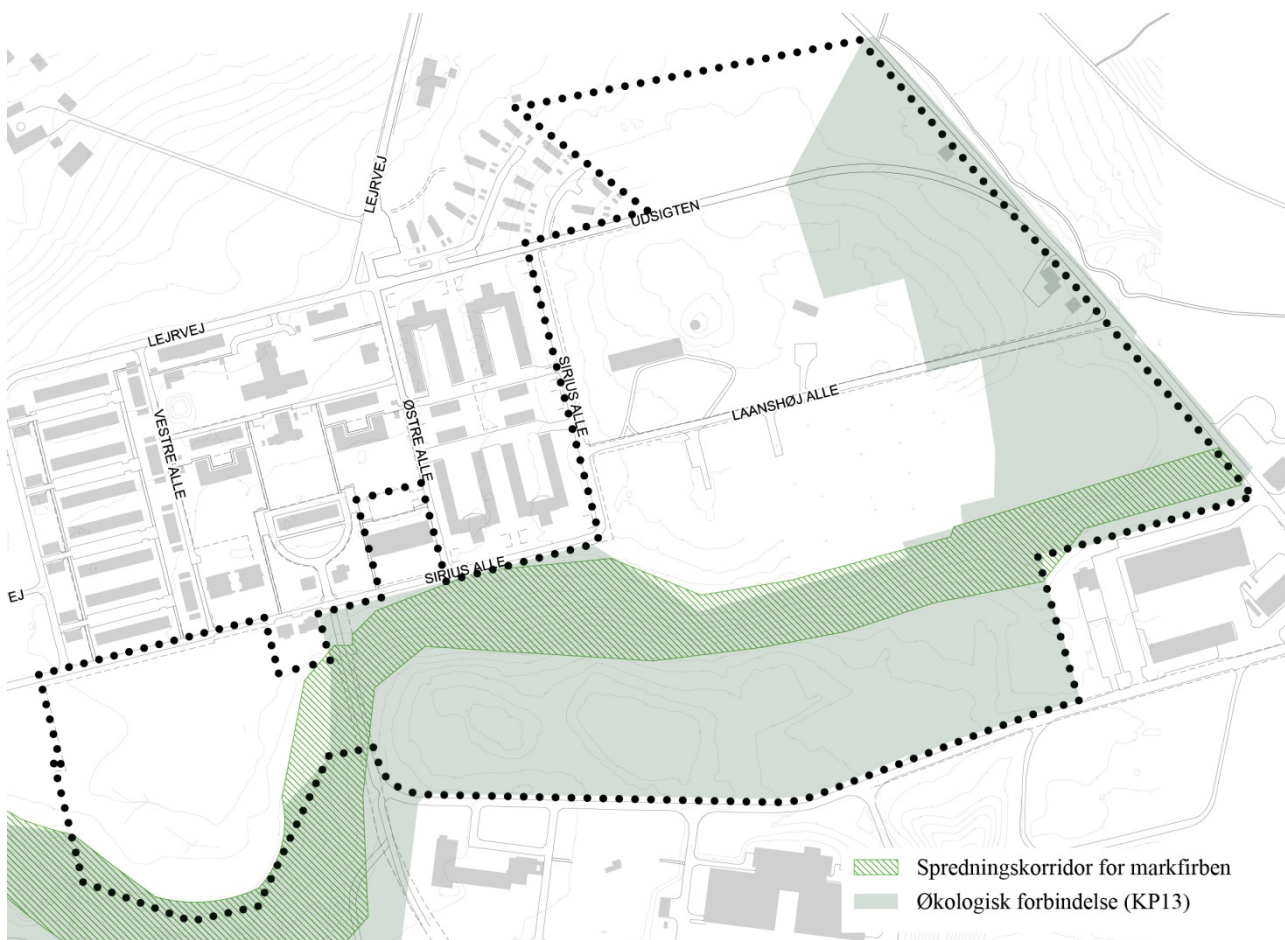 LEJRVEJ
UDSIGTEN
LEJRVEJ
SIRIUS ALLE
LAANSHØJ ALLE
VESTRE ALLE
ØSTRE ALLE
SIRIUS ALLE
EJ
Spredningskorridor for markfirben
Økologisk forbindelse (KP13)